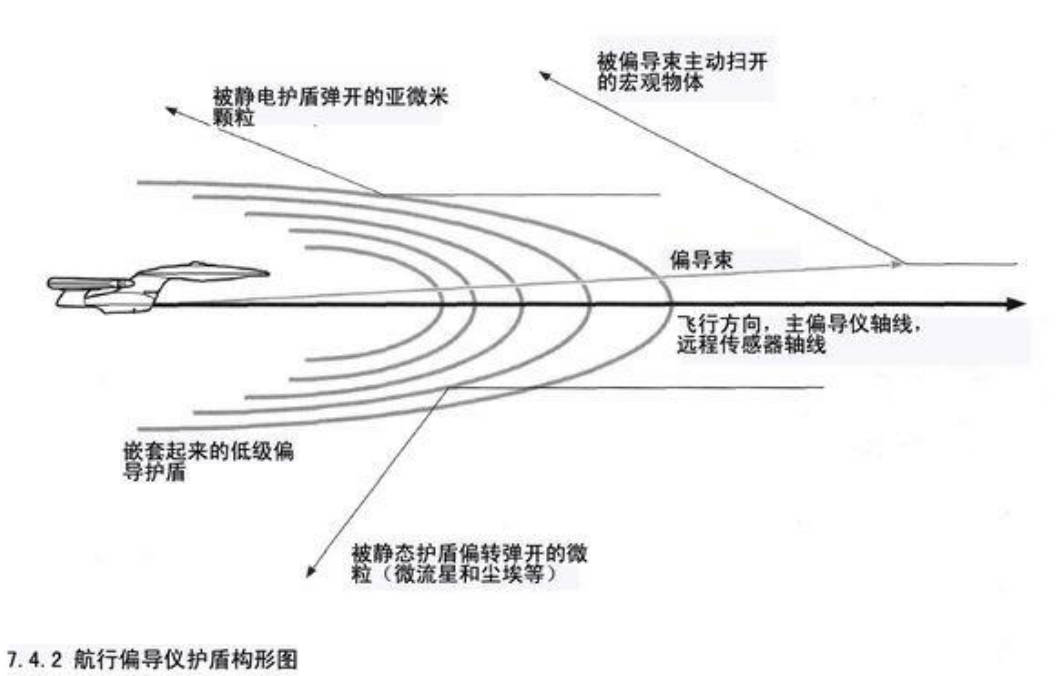 被偏导束主动扫开
的宏观物体
被静电护盾弹开的亚微米
颗粒
偏导束
飞行方向，主偏导仪轴线，
远程传感器轴线
嵌套起来的低级偏
导护盾
被静态护盾偏转弹开的微
粒（微流星和尘埃等）
7.4.2 航行偏导仪护盾构形图